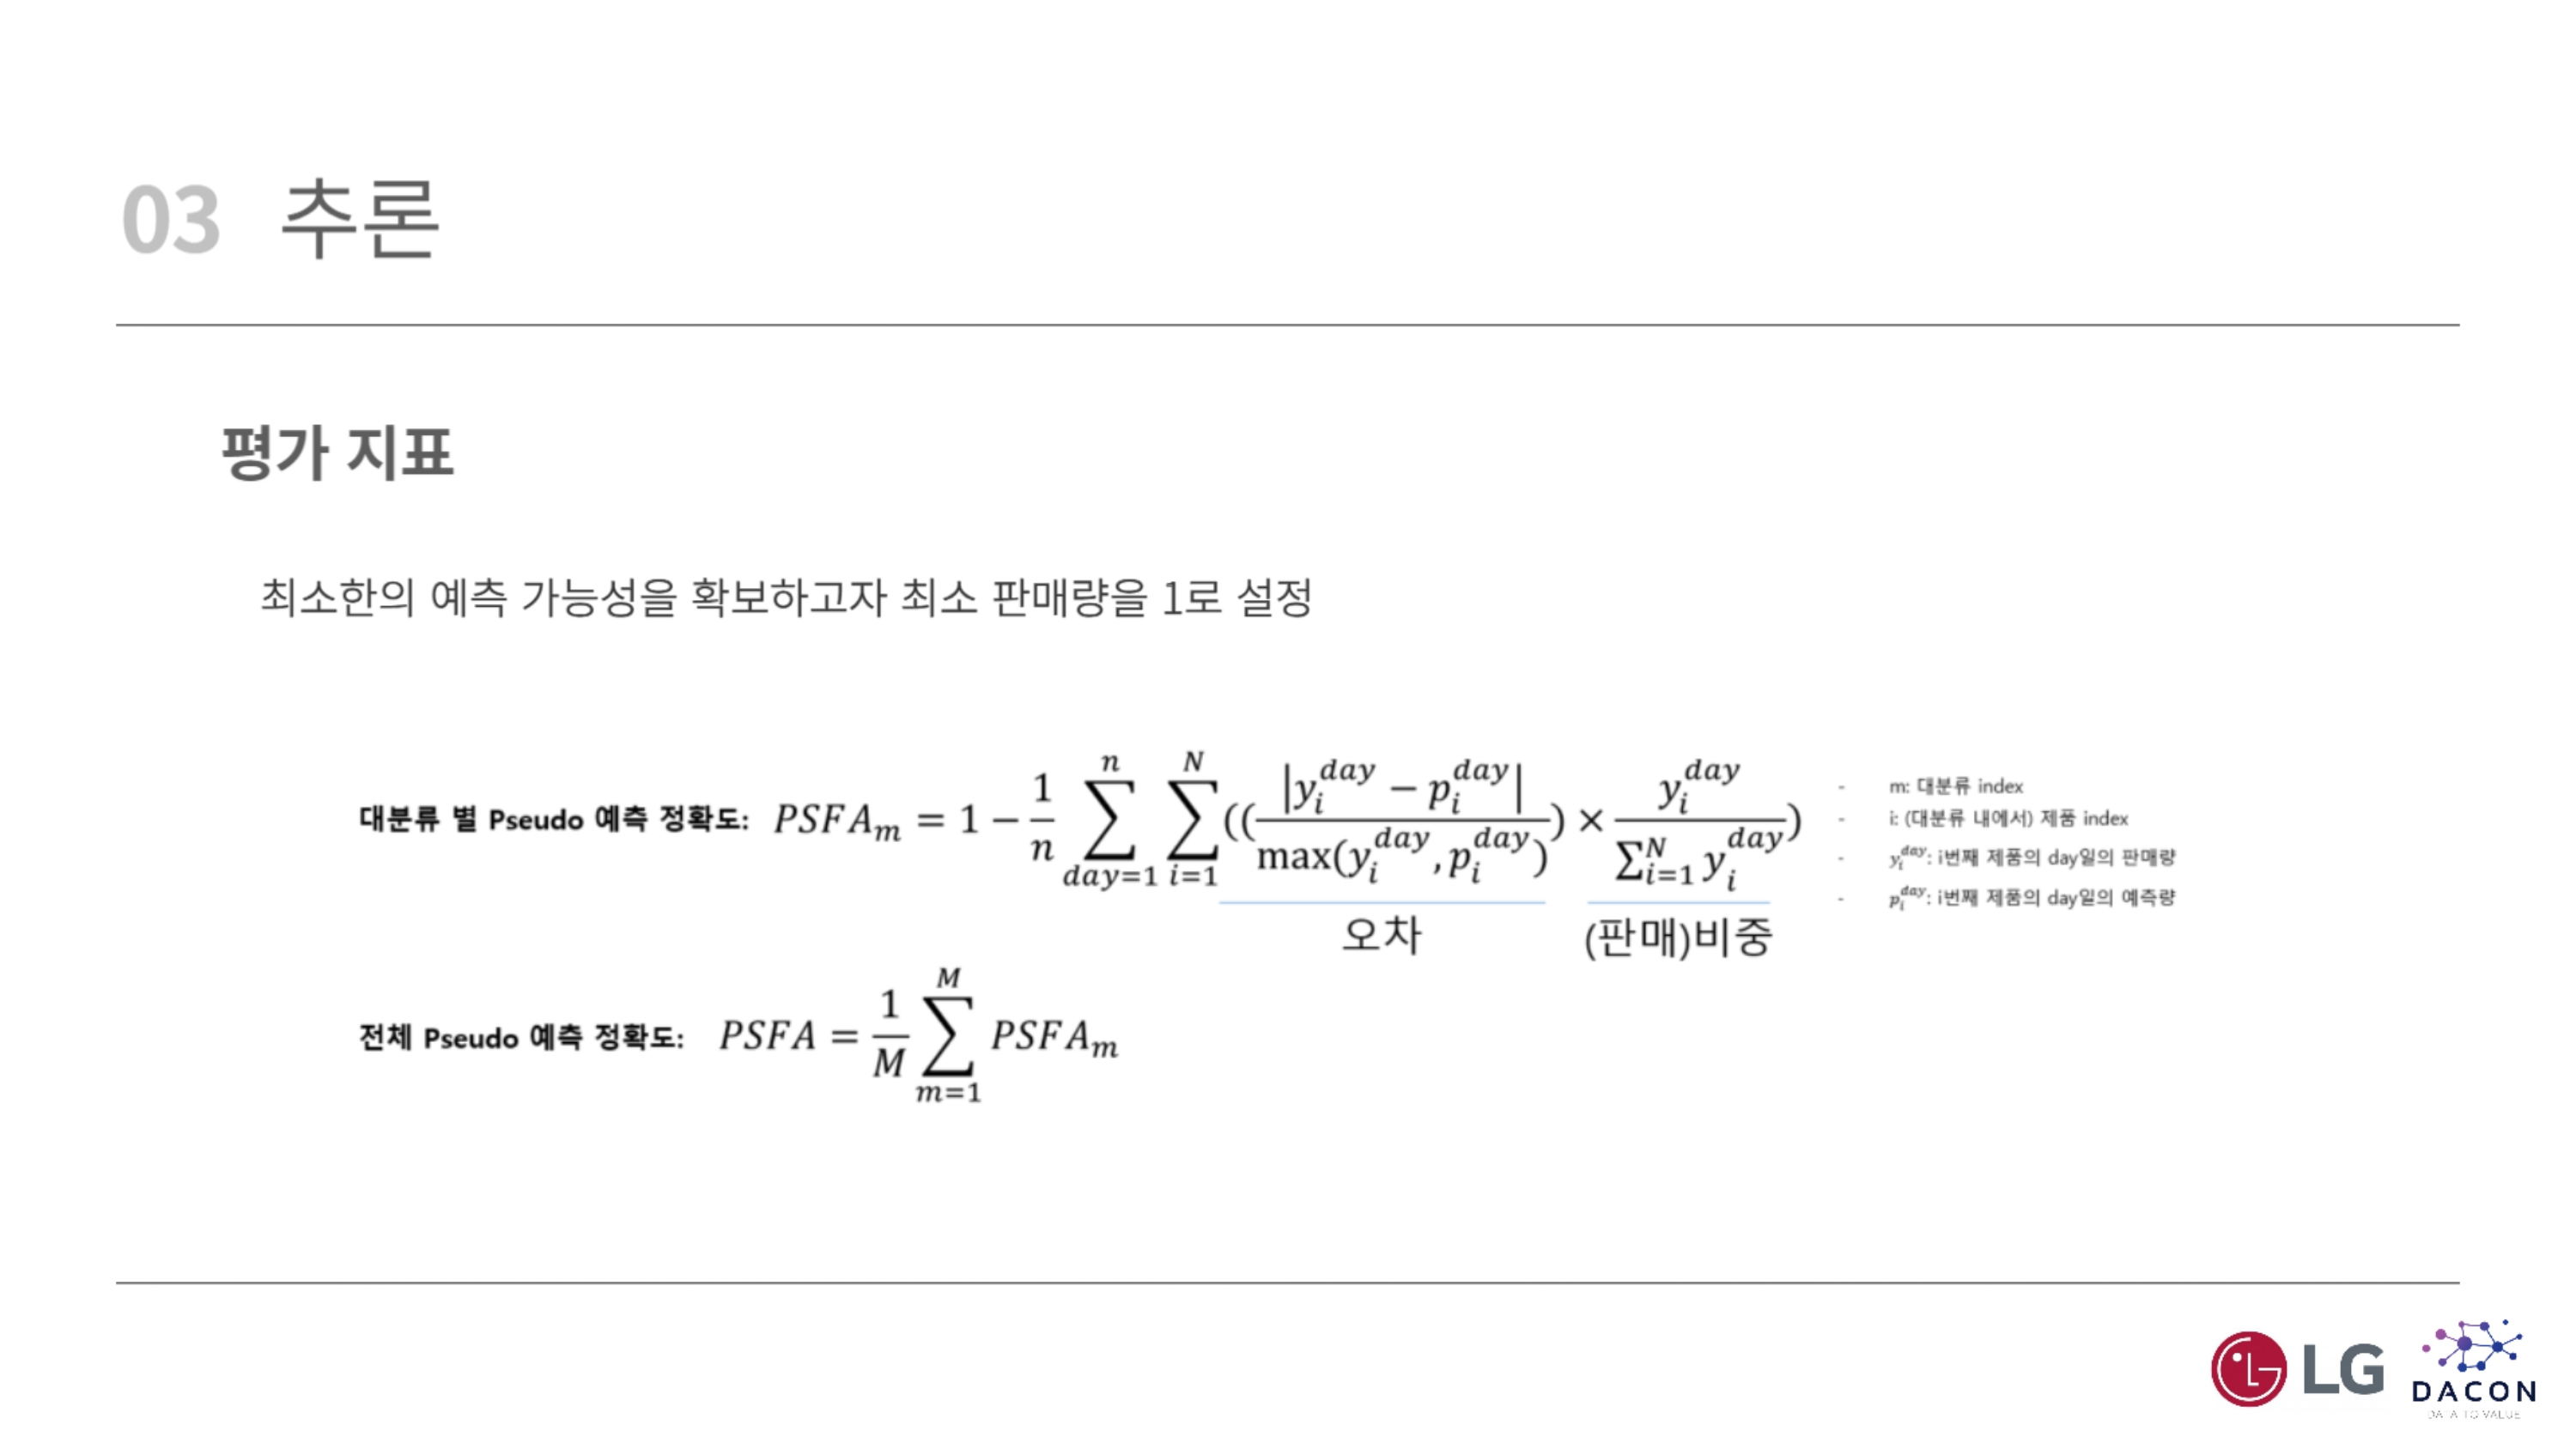 03 추론
평가 지표
최소한의 예측 가능성을 확보하고자 최소 판매량을 1로 설정
대분류 별 Pseudo 예측 정확도: $PSFA_m = 1 - \frac{1}{n} \sum_{day=1}^{n} \sum_{i=1}^{N} ((\frac{|y_i^{day} - p_i^{day}|}{\max(y_i^{day}, p_i^{day})}) \times \frac{y_i^{day}}{\sum_{i=1}^{N} y_i^{day}})$
오차 (판매)비중
- m: 대분류 index
- i: (대분류 내에서) 제품 index
- $y_i^{day}$: i번째 제품의 day일의 판매량
- $p_i^{day}$: i번째 제품의 day일의 예측량
전체 Pseudo 예측 정확도: $PSFA = \frac{1}{M} \sum_{m=1}^{M} PSFA_m$
LG
DACON
DATA TO VALUE